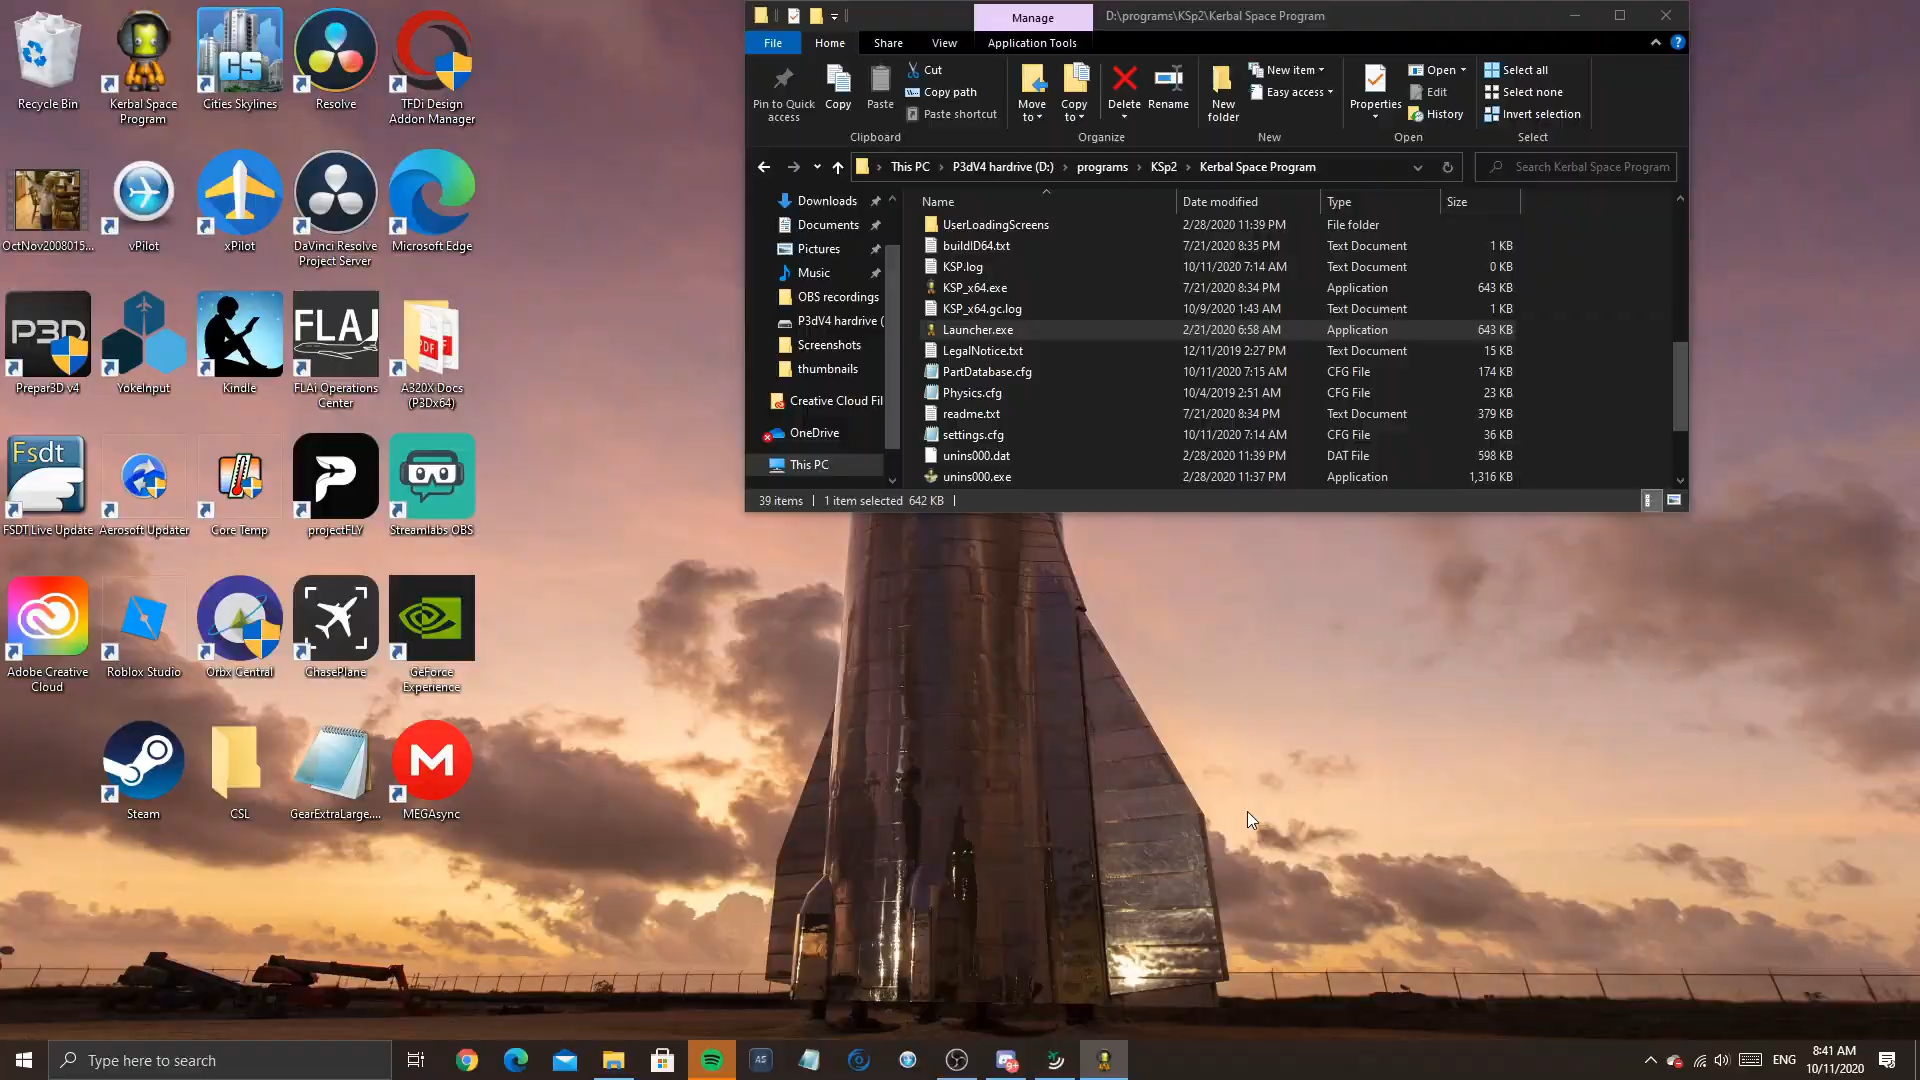 Manage
D:\programs\KSp2\Kerbal Space Program
File
Home
Share
View
Application Tools
Pin to Quick access
Copy
Paste
Cut
Copy path
Paste shortcut
Clipboard
Move to
Copy to
Delete
Rename
Organize
New folder
New item
Easy access
New
Properties
Open
Edit
History
Open
Select all
Select none
Invert selection
Select
This PC
P3dV4 hardrive (D:)
programs
KSp2
Kerbal Space Program
Search Kerbal Space Program
Downloads
Documents
Pictures
Music
OBS recordings
P3dV4 hardrive (
Screenshots
thumbnails
Creative Cloud Fil
OneDrive
This PC
Name Date modified Type Size
UserLoadingScreens 2/28/2020 11:39 PM File folder
buildID64.txt 7/21/2020 8:35 PM Text Document 1 KB
KSP.log 10/11/2020 7:14 AM Text Document 0 KB
KSP_x64.exe 7/21/2020 8:34 PM Application 643 KB
KSP_x64.gc.log 10/9/2020 1:43 AM Text Document 1 KB
Launcher.exe 2/21/2020 6:58 AM Application 643 KB
LegalNotice.txt 12/11/2019 2:27 PM Text Document 15 KB
PartDatabase.cfg 10/11/2020 7:15 AM CFG File 174 KB
Physics.cfg 10/4/2019 2:51 AM CFG File 23 KB
readme.txt 7/21/2020 8:34 PM Text Document 379 KB
settings.cfg 10/11/2020 7:14 AM CFG File 36 KB
unins000.dat 2/28/2020 11:39 PM DAT File 598 KB
unins000.exe 2/28/2020 11:37 PM Application 1,316 KB
39 items
1 item selected 642 KB
Recycle Bin
Kerbal Space Program
CS
Cities Skylines
Resolve
TFDi Design Addon Manager
OctNov2008015...
vPilot
xPilot
DaVinci Resolve Project Server
Microsoft Edge
P3D
Prepar3D v4
YokeInput
Kindle
FLAi
FLAi Operations Center
PDF
A320X Docs (P3Dx64)
Fsdt
FSDT Live Update
Aerosoft Updater
Core Temp
projectFLY
Streamlabs OBS
Adobe Creative Cloud
Roblox Studio
Orbx Central
ChasePlane
GeForce Experience
Steam
CSL
GearExtraLarge....
M
MEGAsync
Type here to search
AS
9+
ENG
8:41 AM
10/11/2020